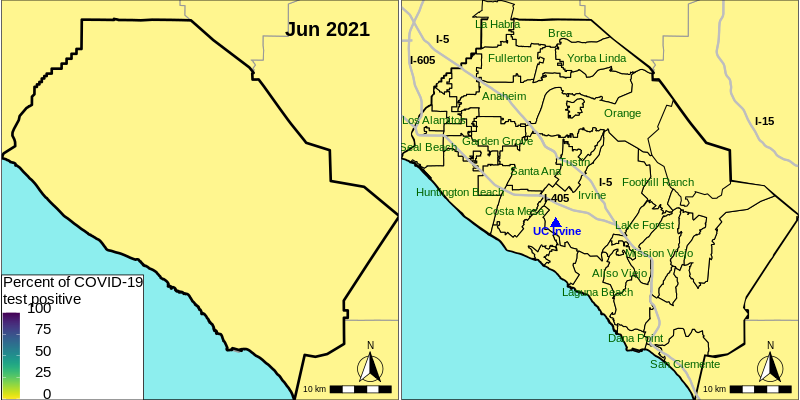 Jun 2021
Percent of COVID-19
test positive
100
75
50
25
0
N
10 km
La Habra
Brea
I-5
I-605
Fullerton
Yorba Linda
Anaheim
Orange
Los Alamitos
I-15
Garden Grove
Seal Beach
Tustin
Santa Ana
I-5
Foothill Ranch
Huntington Beach
Irvine
I-405
Costa Mesa
UC Irvine
Lake Forest
Mission Viejo
Aliso Viejo
Laguna Beach
Dana Point
San Clemente
N
10 km